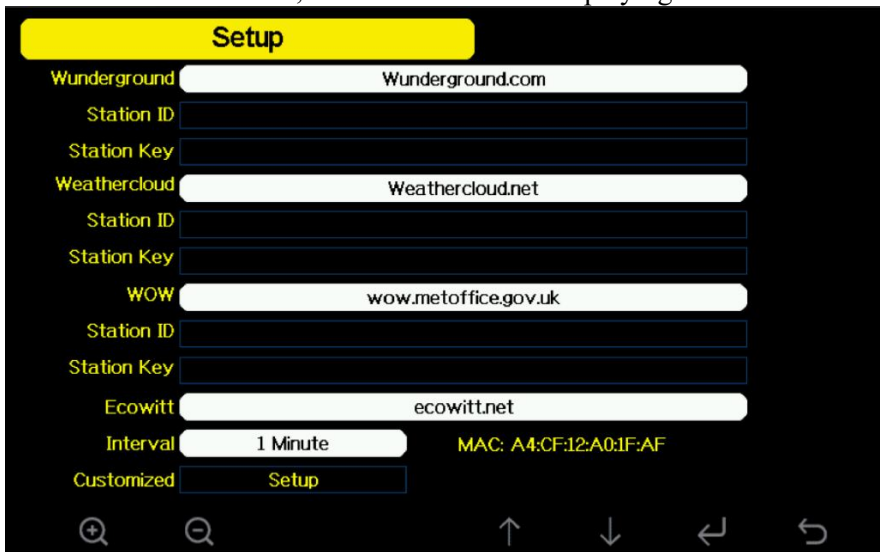 Setup
Wunderground Wunderground.com
Station ID
Station Key
Weathercloud Weathercloud.net
Station ID
Station Key
WOW wow.metoffice.gov.uk
Station ID
Station Key
Ecowitt ecowitt.net
Interval 1 Minute MAC: A4:CF:12:A0:1F:AF
Customized Setup